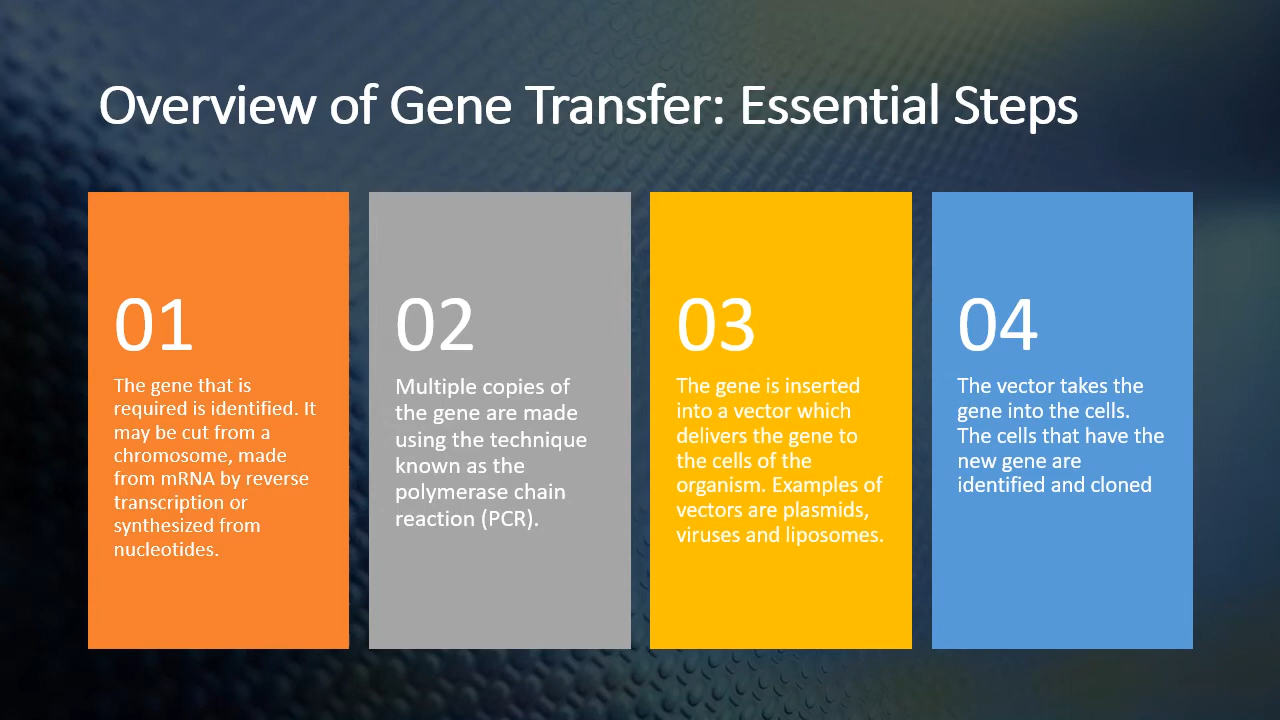 Overview of Gene Transfer: Essential Steps
01
The gene that is
required is identified. It
may be cut from a
chromosome, made
from mRNA by reverse
transcription or
synthesized from
nucleotides.
02
Multiple copies of
the gene are made
using the technique
known as the
polymerase chain
reaction (PCR).
03
The gene is inserted
into a vector which
delivers the gene to
the cells of the
organism. Examples of
vectors are plasmids,
viruses and liposomes.
04
The vector takes the
gene into the cells.
The cells that have the
new gene are
identified and cloned